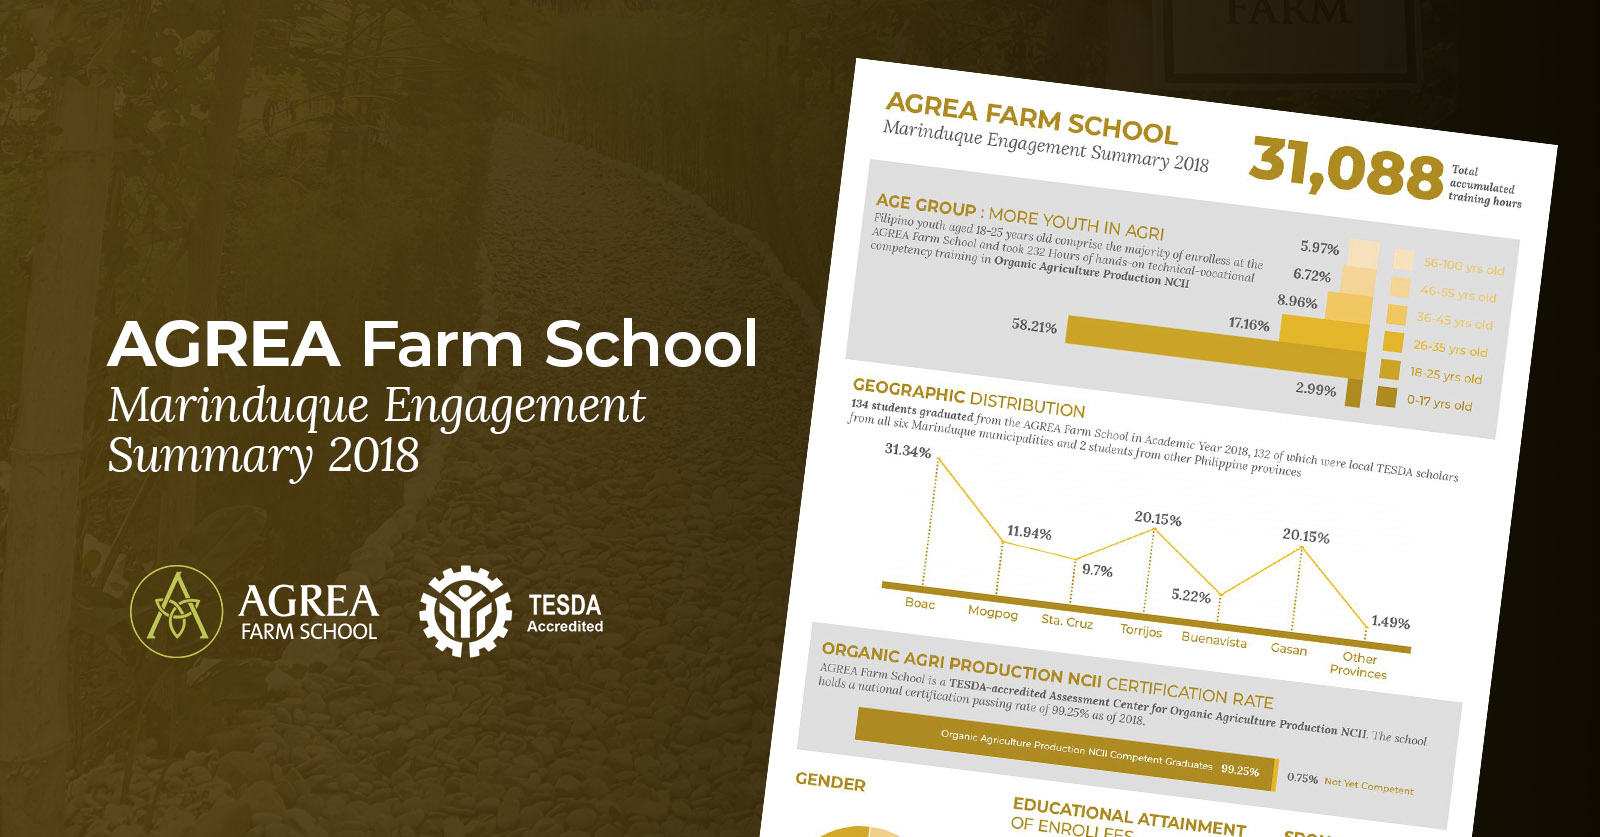 FARM
AGREA Farm School
Marinduque Engagement
Summary 2018
AGREA
FARM SCHOOL
TESDA
Accredited
AGREA FARM SCHOOL
Marinduque Engagement Summary 2018
31,088
Total
accumulated
training hours
AGE GROUP : MORE YOUTH IN AGRI
Filipino youth aged 18-25 years old comprise the majority of enrolless at the
AGREA Farm School and took 232 Hours of hands-on technical-vocational
competency training in Organic Agriculture Production NCII
5.97%
6.72%
8.96%
17.16%
58.21%
2.99%
56-100 yrs old
46-55 yrs old
36-45 yrs old
26-35 yrs old
18-25 yrs old
0-17 yrs old
GEOGRAPHIC DISTRIBUTION
134 students graduated from the AGREA Farm School in Academic Year 2018, 132 of which were local TESDA scholars
from all six Marinduque municipalities and 2 students from other Philippine provinces
31.34%
11.94%
9.7%
20.15%
5.22%
20.15%
1.49%
Boac
Mogpog
Sta. Cruz
Torrijos
Buenavista
Gasan
Other
Provinces
ORGANIC AGRI PRODUCTION NCII CERTIFICATION RATE
AGREA Farm School is a TESDA-accredited Assessment Center for Organic Agriculture Production NCII. The school
holds a national certification passing rate of 99.25% as of 2018.
Organic Agriculture Production NCII Competent Graduates 99.25%
0.75% Not Yet Competent
GENDER
EDUCATIONAL ATTAINMENT
OF ENROLLEES